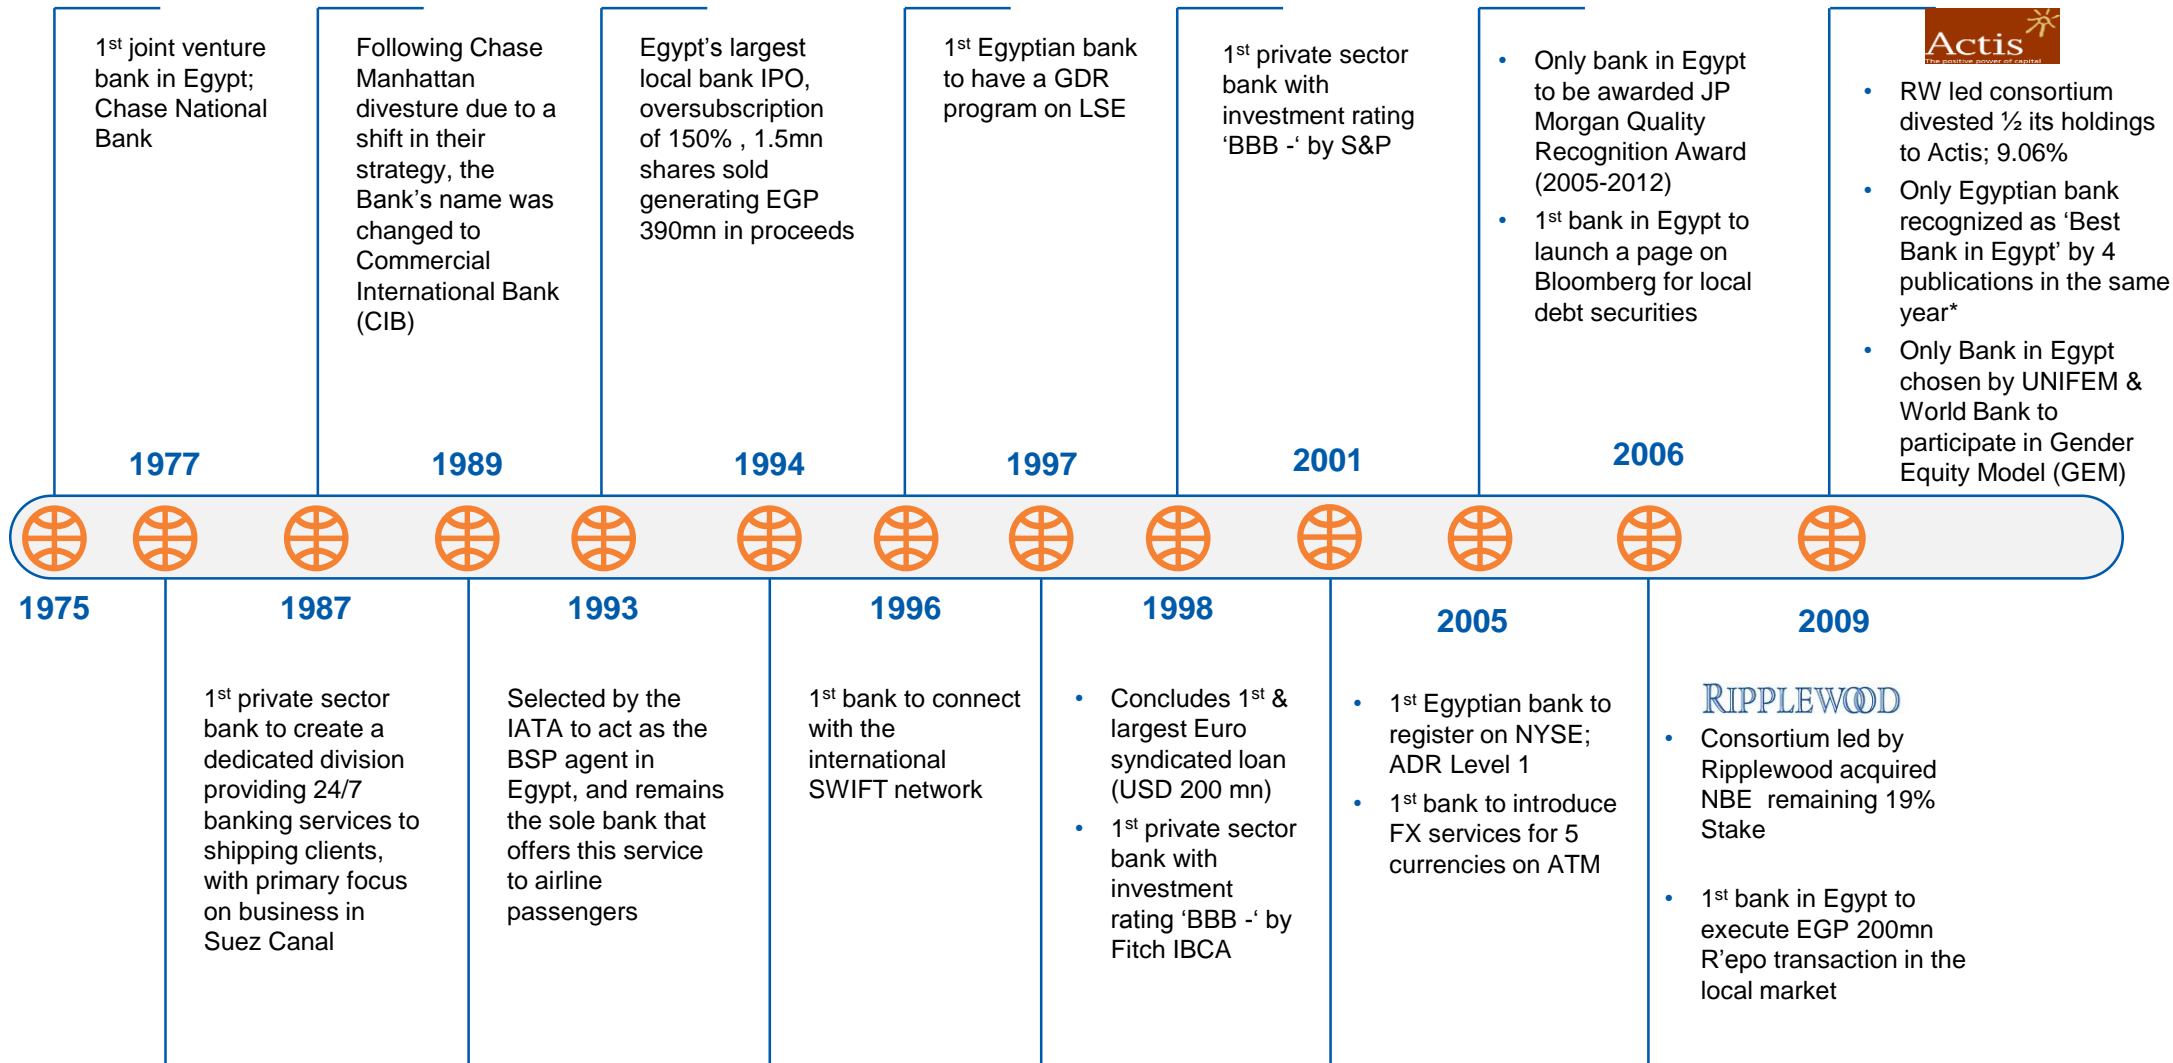 1st joint venture
bank in Egypt;
Chase National
Bank
Following Chase
Manhattan
divesture due to a
shift in their
strategy, the
Bank’s name was
changed to
Commercial
International Bank
(CIB)
Egypt’s largest
local bank IPO,
oversubscription
of 150% , 1.5mn
shares sold
generating EGP
390mn in proceeds
1st Egyptian bank
to have a GDR
program on LSE
1st private sector
bank with
investment rating
‘BBB -‘ by S&P
• Only bank in Egypt
to be awarded JP
Morgan Quality
Recognition Award
(2005-2012)
• 1st bank in Egypt to
launch a page on
Bloomberg for local
debt securities
Actis
The positive power of capital
• RW led consortium
divested ½ its holdings
to Actis; 9.06%
• Only Egyptian bank
recognized as ‘Best
Bank in Egypt’ by 4
publications in the same
year*
• Only Bank in Egypt
chosen by UNIFEM &
World Bank to
participate in Gender
Equity Model (GEM)
1977
1989
1994
1997
2001
2006
1975
1987
1993
1996
1998
2005
2009
1st private sector
bank to create a
dedicated division
providing 24/7
banking services to
shipping clients,
with primary focus
on business in
Suez Canal
Selected by the
IATA to act as the
BSP agent in
Egypt, and remains
the sole bank that
offers this service
to airline
passengers
1st bank to connect
with the
international
SWIFT network
• Concludes 1st &
largest Euro
syndicated loan
(USD 200 mn)
• 1st private sector
bank with
investment
rating ‘BBB -‘ by
Fitch IBCA
• 1st Egyptian bank to
register on NYSE;
ADR Level 1
• 1st bank to introduce
FX services for 5
currencies on ATM
RIPPLEWOOD
• Consortium led by
Ripplewood acquired
NBE remaining 19%
Stake
• 1st bank in Egypt to
execute EGP 200mn
R’epo transaction in the
local market